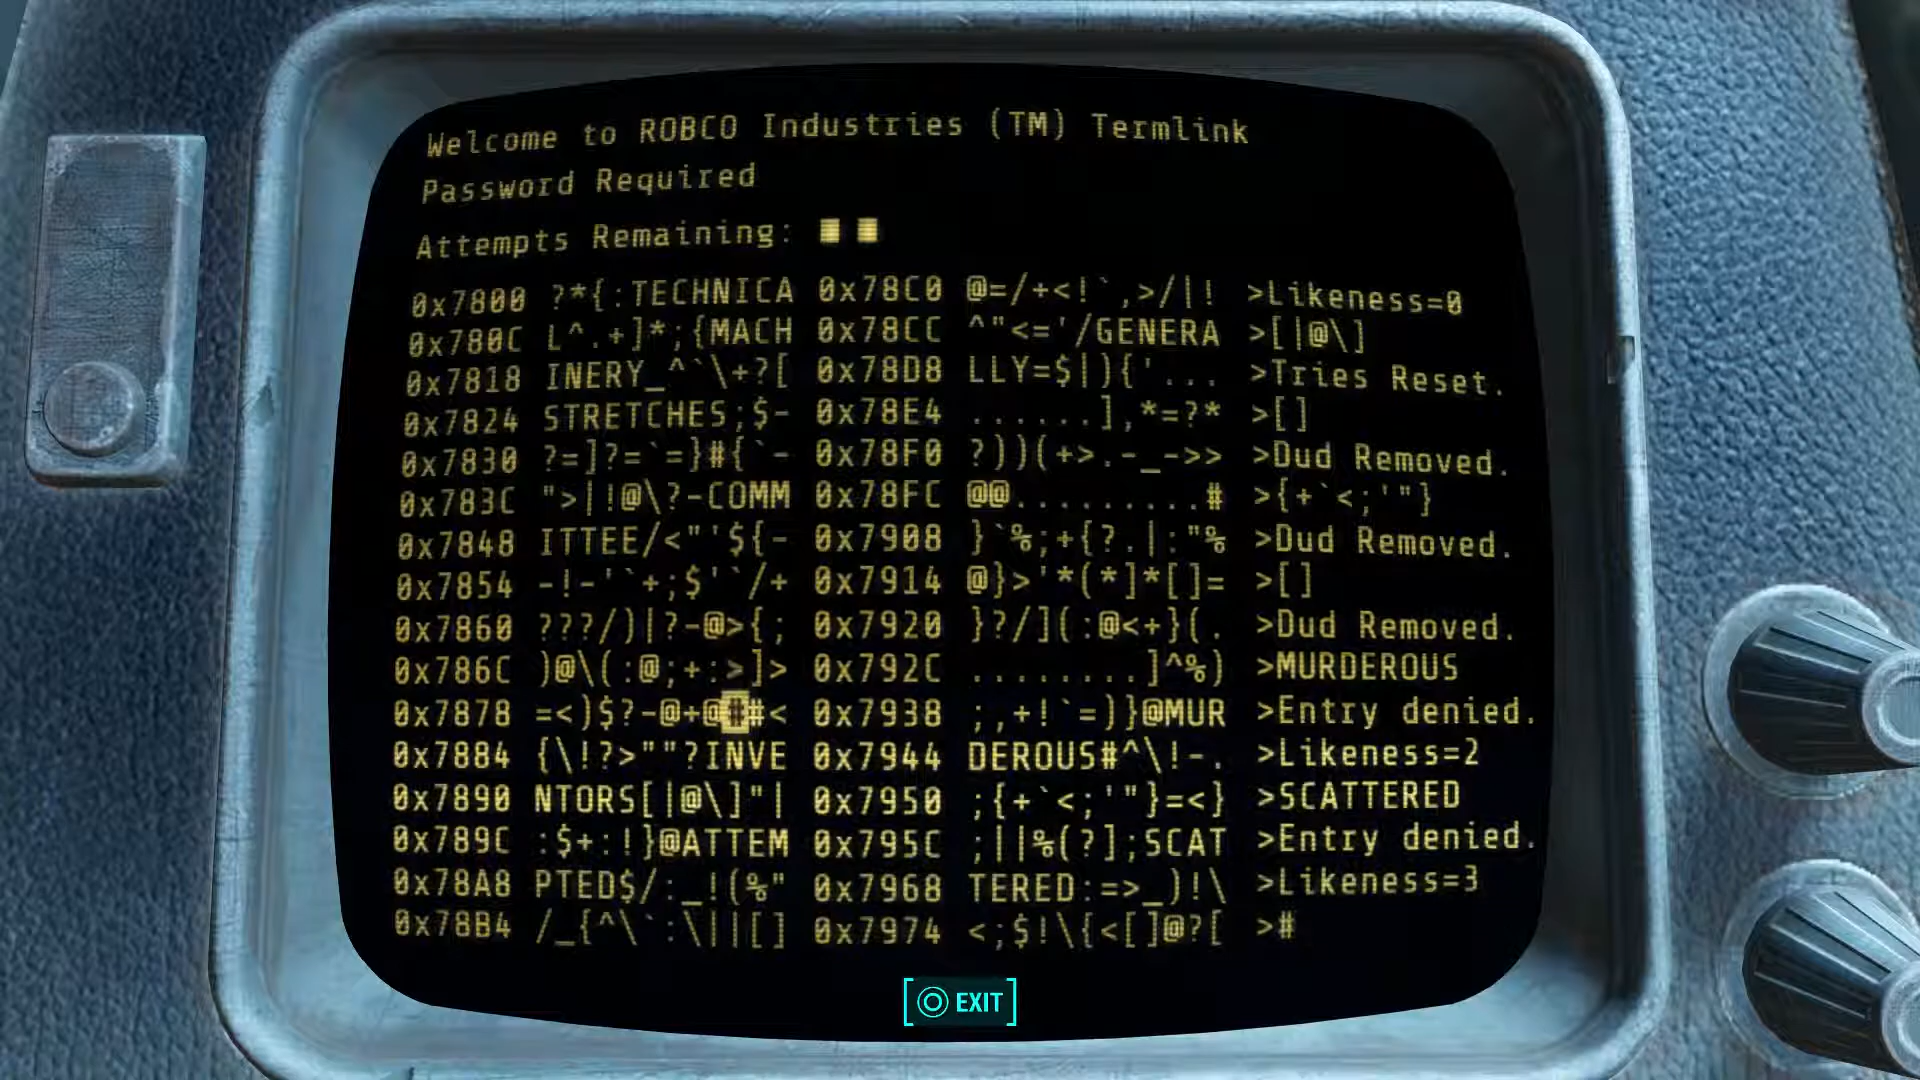 Welcome to ROBCO Industries (TM) Termlink
Password Required
Attempts Remaining:
0x7800 ?*{:TECHNICA 0x78C0 @=/+<!`,>/|! >Likeness=0
0x780C L^.+]*;{MACH 0x78CC ^"<='/GENERA >[|@\]
0x7818 INERY_^`\+?[ 0x78D8 LLY=$|){'... >Tries Reset.
0x7824 STRETCHES;$- 0x78E4 ......],*=?* >[]
0x7830 ?=]?=`=}#{`- 0x78F0 ?))(+>.-_->> >Dud Removed.
0x783C ">|!@\?-COMM 0x78FC @@.........# >{+`<;'"}
0x7848 ITTEE/<"'${- 0x7908 }`%;+{?.|:"% >Dud Removed.
0x7854 -!-'`+;$'`/+ 0x7914 @}>'*(*]*[]= >[]
0x7860 ???/)|?-@>{; 0x7920 }?/](:@<+}(. >Dud Removed.
0x786C )@\(:@;+:>]> 0x792C ........]^%) >MURDEROUS
0x7878 =<)$?-@+@##< 0x7938 ;,+!`=)}@MUR >Entry denied.
0x7884 {\!?>""?INVE 0x7944 DEROUS#^\!-. >Likeness=2
0x7890 NTORS[|@\]"| 0x7950 ;{+`<;'"}=<} >SCATTERED
0x789C :$+:!}@ATTEM 0x795C ;||%(?];SCAT >Entry denied.
0x78A8 PTED$/:_!(%" 0x7968 TERED:=>_)!\ >Likeness=3
0x78B4 /_{^\`:\||[] 0x7974 <;$!\{<[]@?[ >#
EXIT